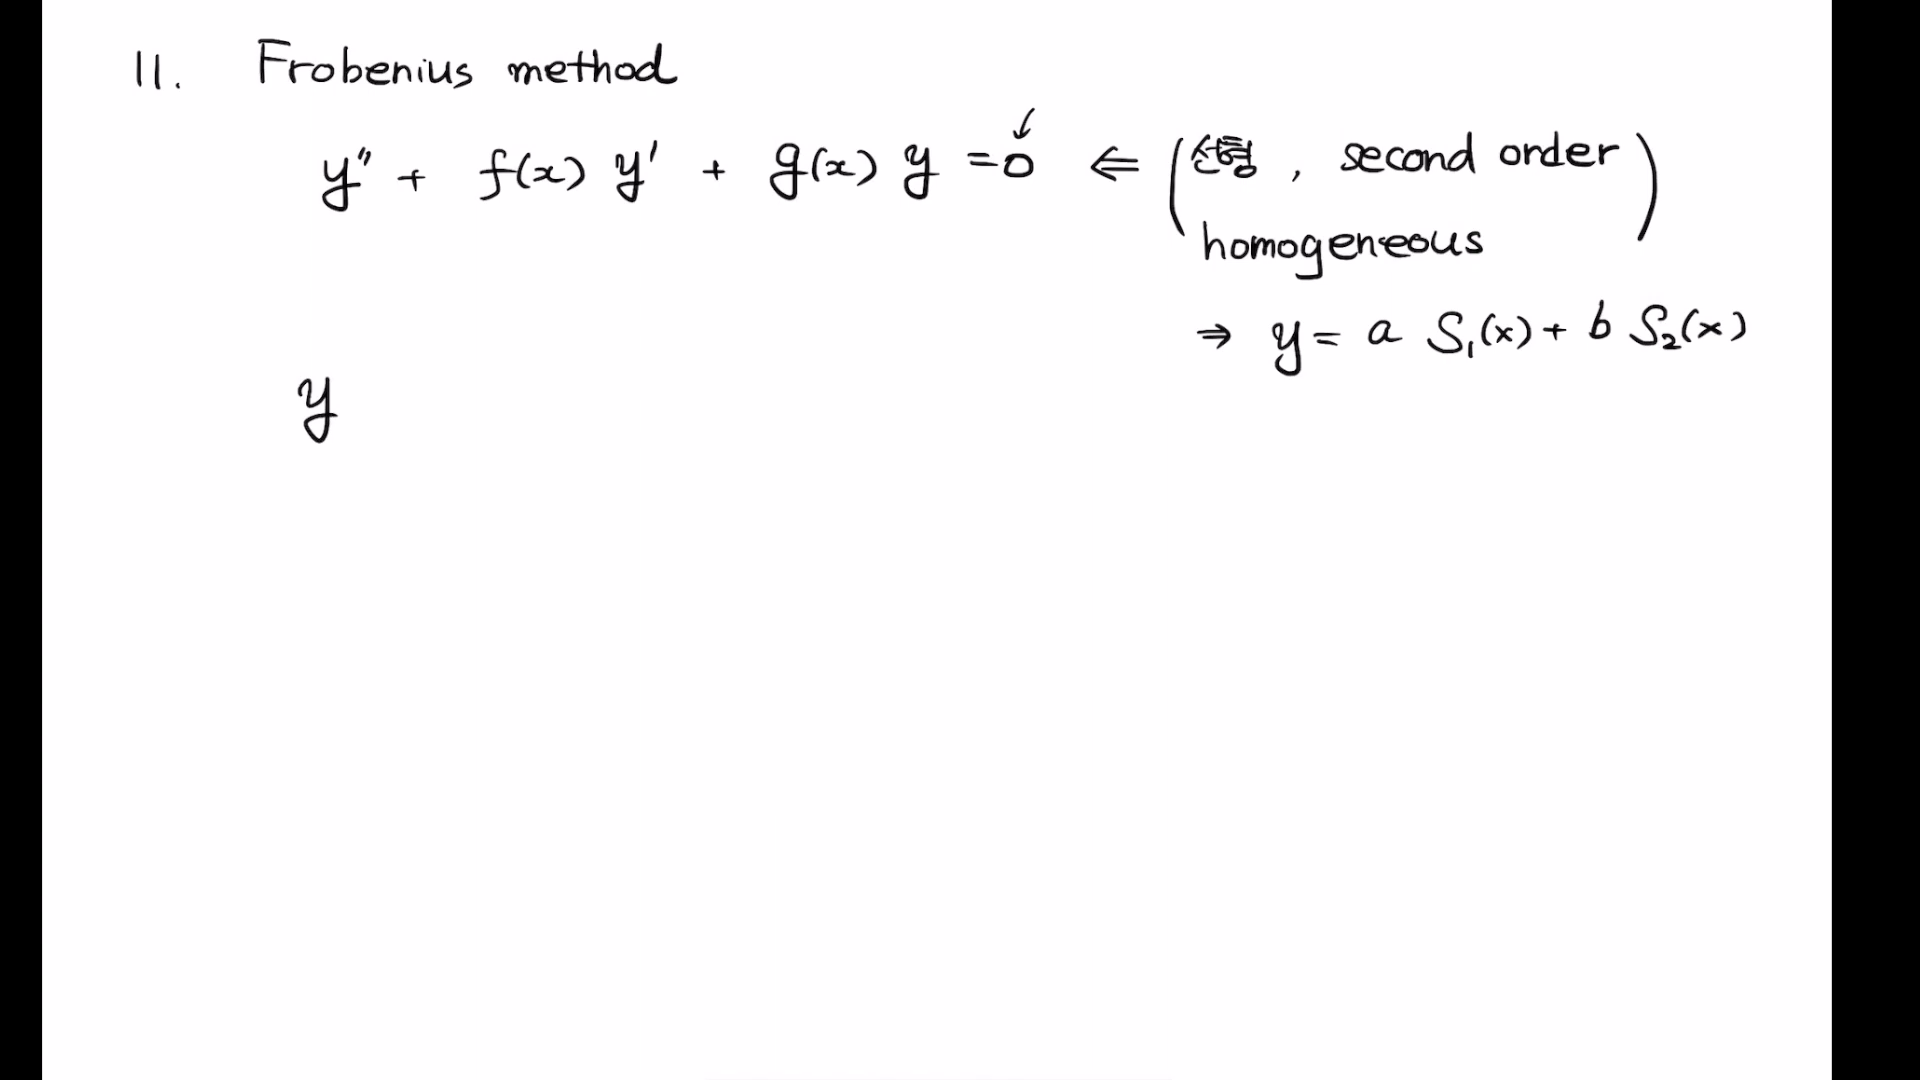 11. Frobenius method
y" + f(x) y' + g(x) y = 0 ⇐ (선형, second order
homogeneous)
⇒ y = a S₁(x) + b S₂(x)
y